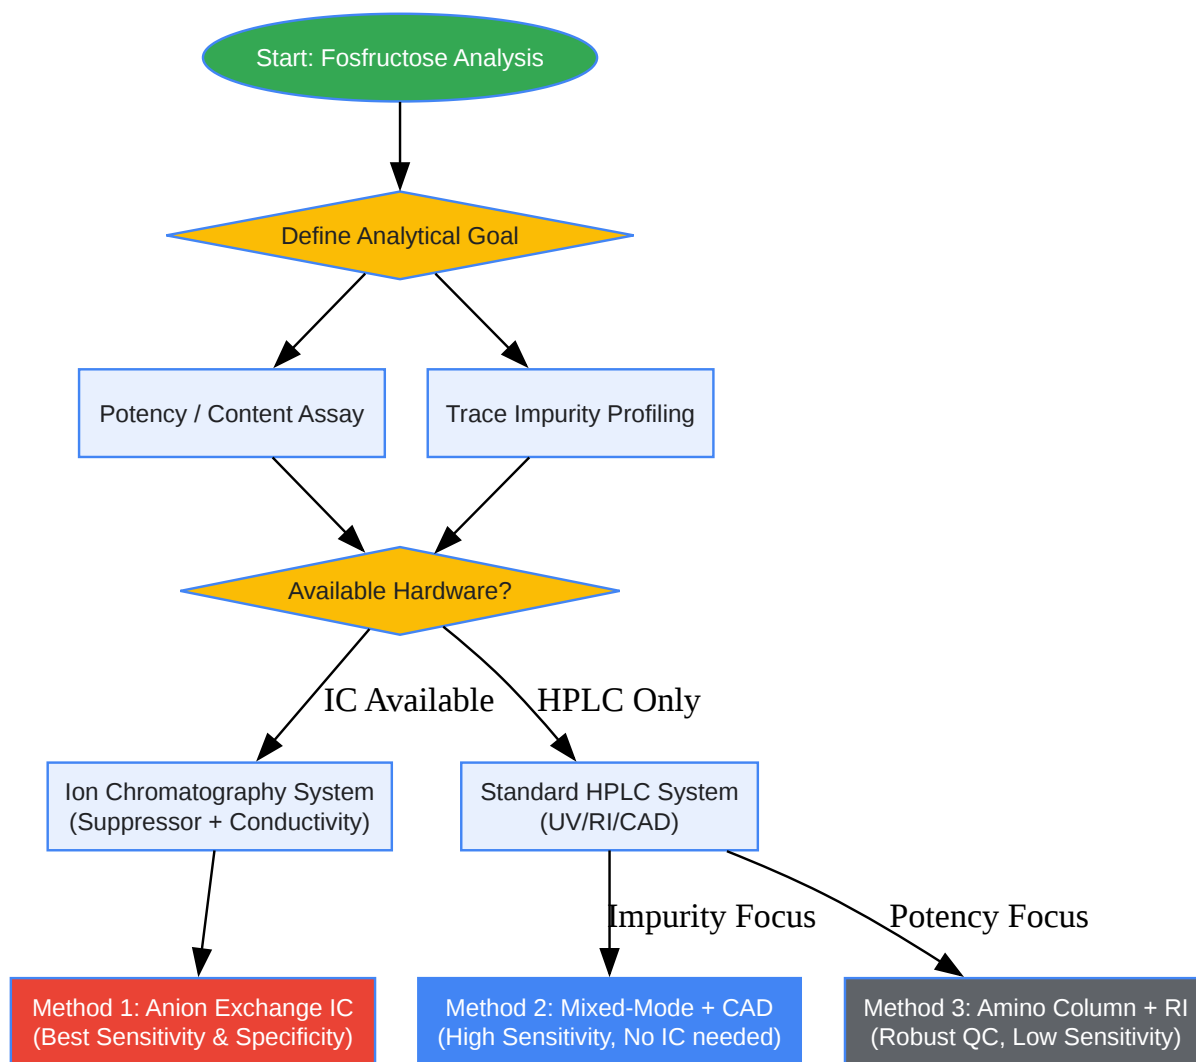 Start: Fosfructose Analysis
Define Analytical Goal
Potency / Content Assay
Trace Impurity Profiling
Available Hardware?
IC Available
HPLC Only
Ion Chromatography System
(Suppressor + Conductivity)
Standard HPLC System
(UV/RI/CAD)
Impurity Focus
Potency Focus
Method 1: Anion Exchange IC
(Best Sensitivity & Specificity)
Method 2: Mixed-Mode + CAD
(High Sensitivity, No IC needed)
Method 3: Amino Column + RI
(Robust QC, Low Sensitivity)